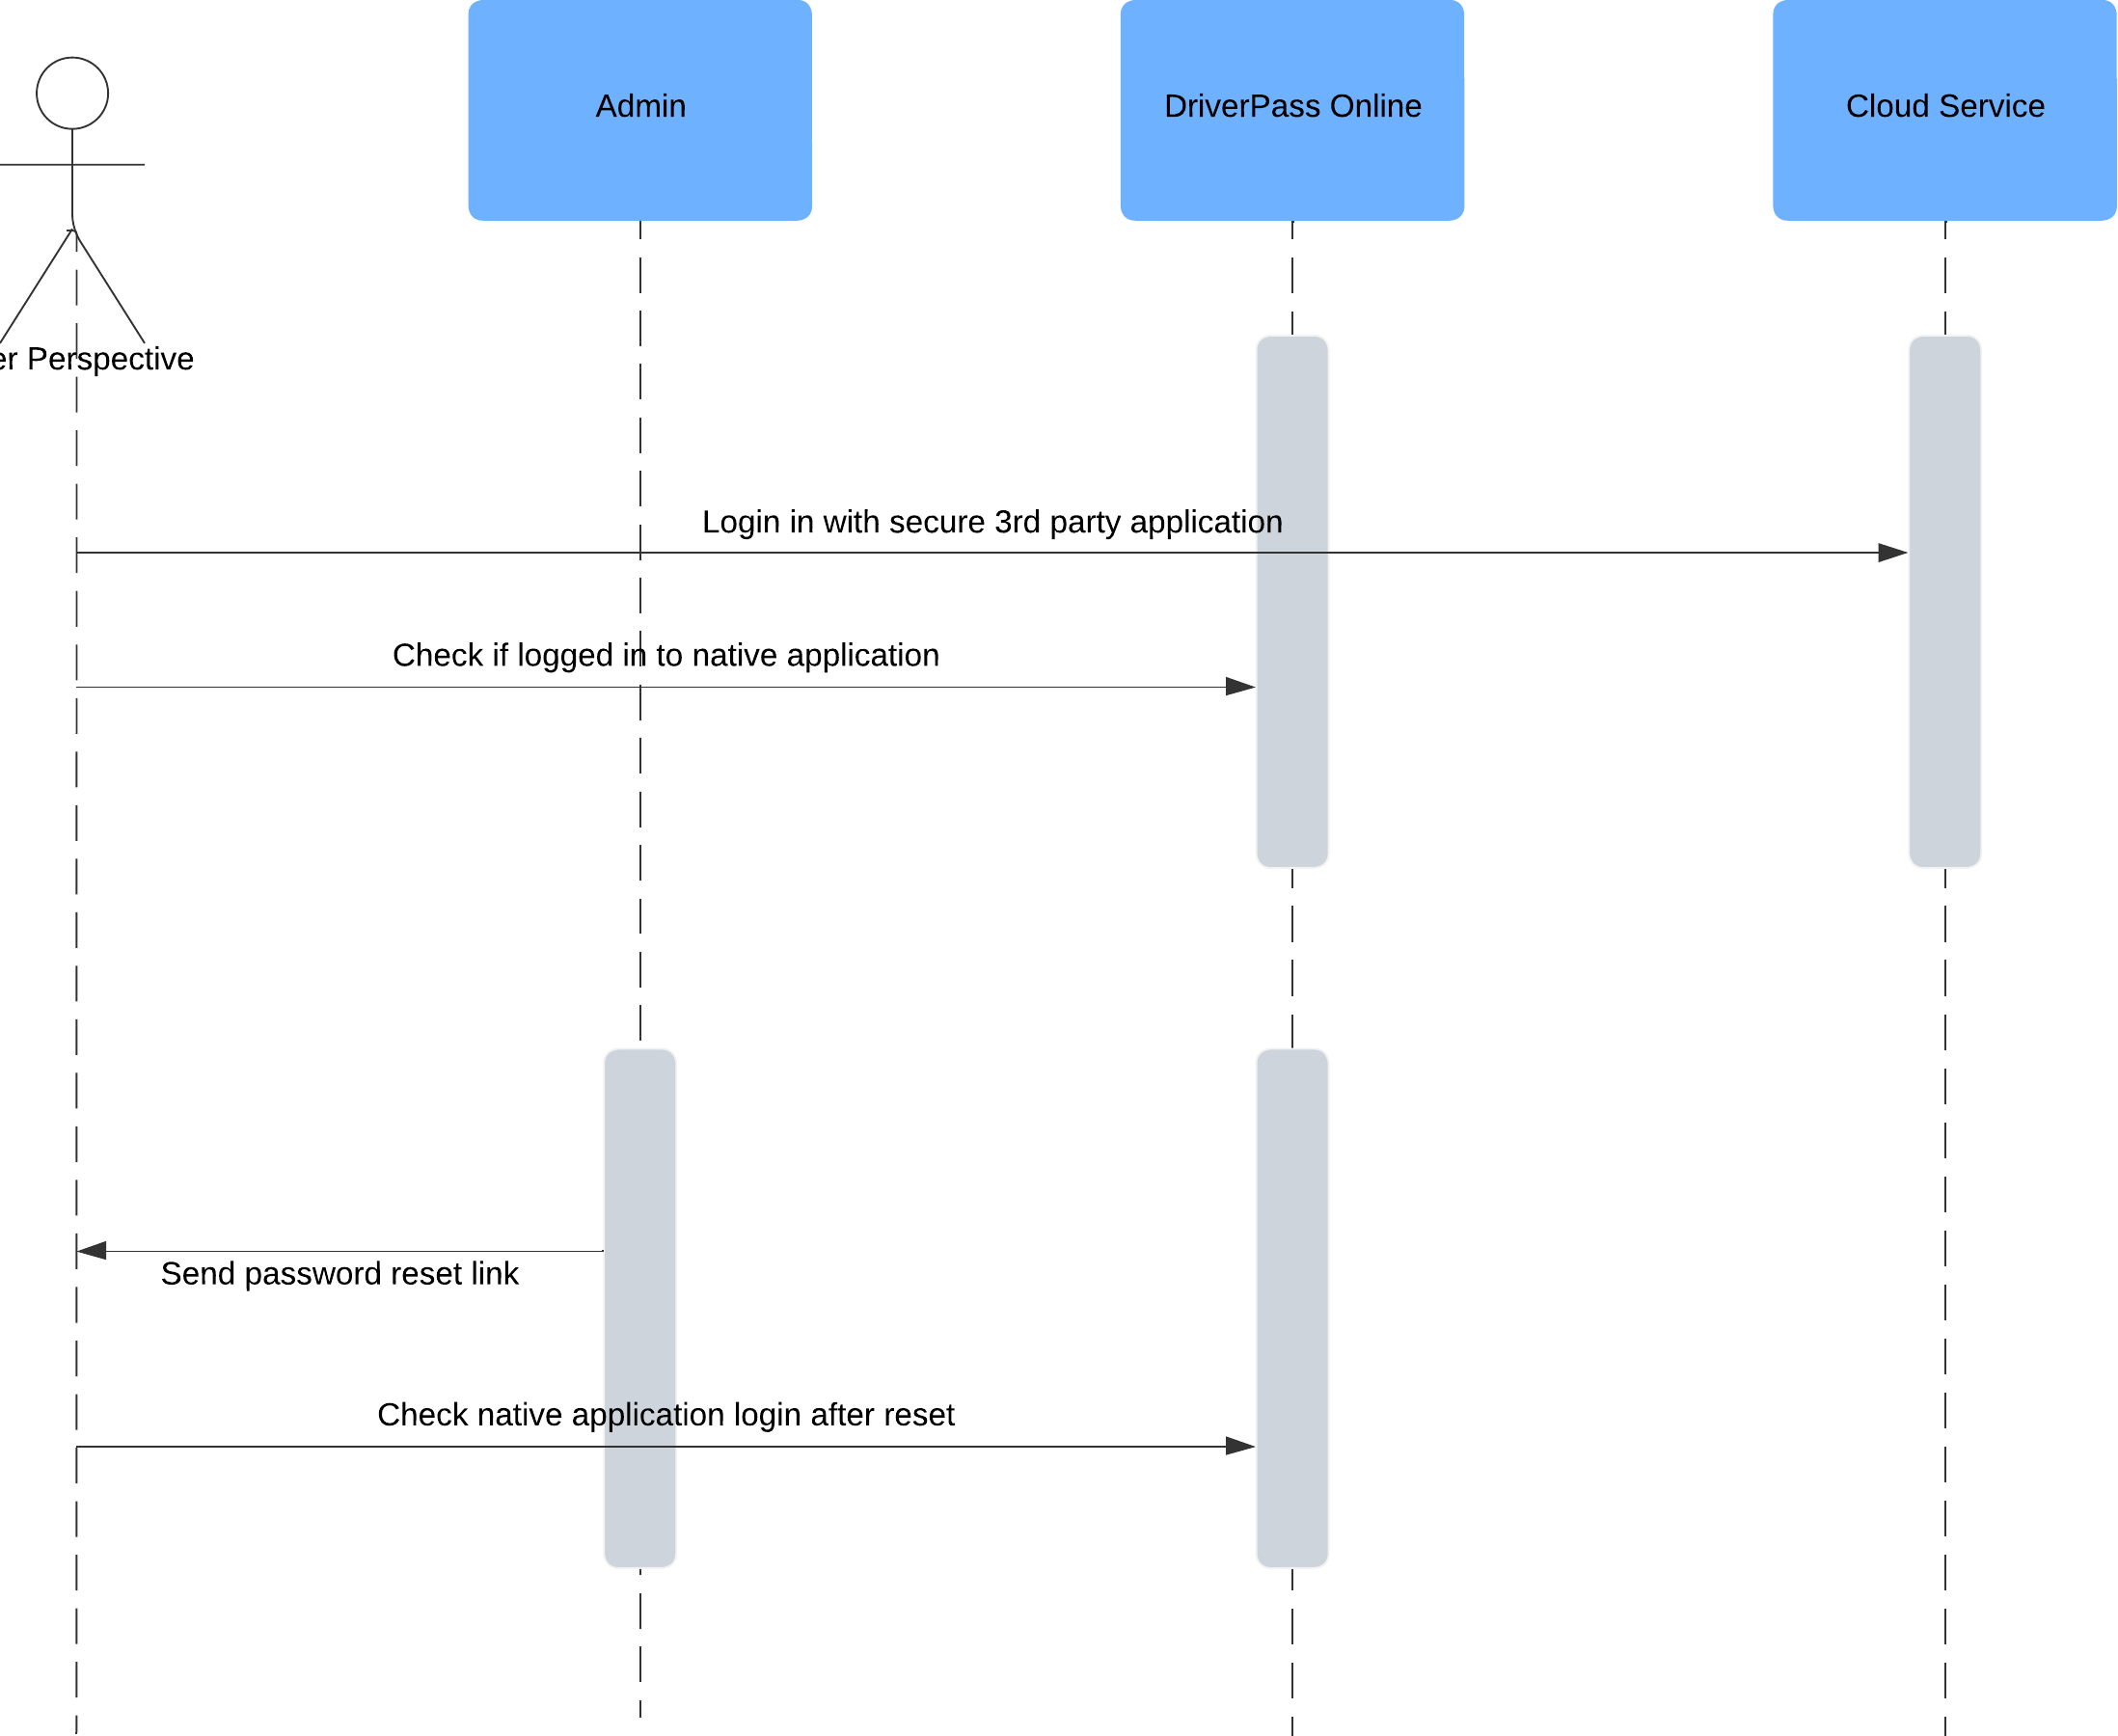 Admin
DriverPass Online
Cloud Service
er Perspective
Login in with secure 3rd party application
Check if logged in to native application
Send password reset link
Check native application login after reset